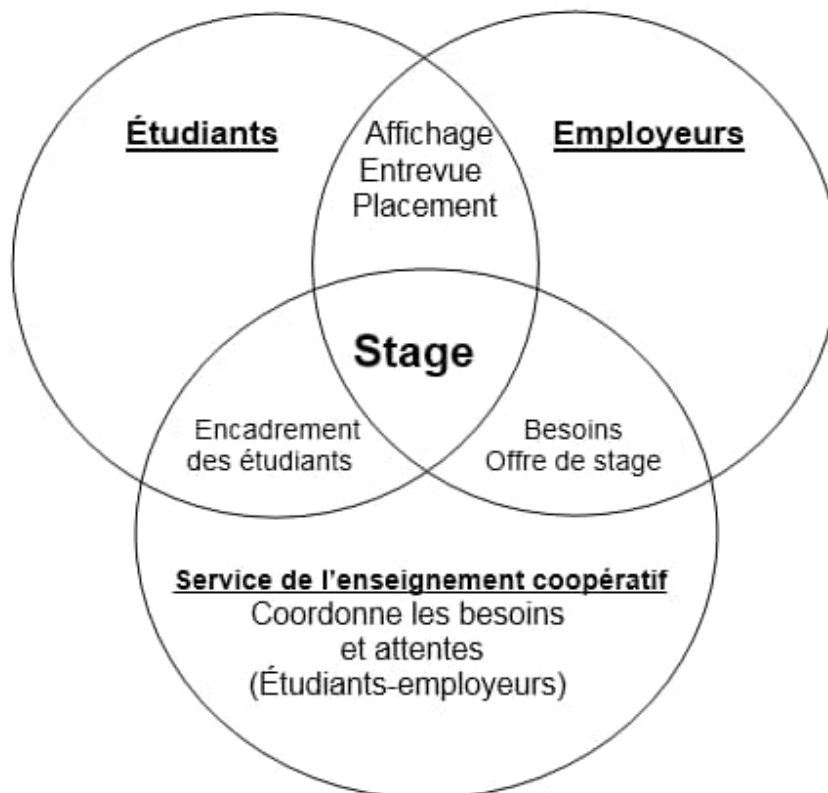 Étudiants
Affichage
Entrevue
Placement
Employeurs
Stage
Encadrement
des étudiants
Besoins
Offre de stage
Service de l'enseignement coopératif
Coordonne les besoins
et attentes
(Étudiants-employeurs)